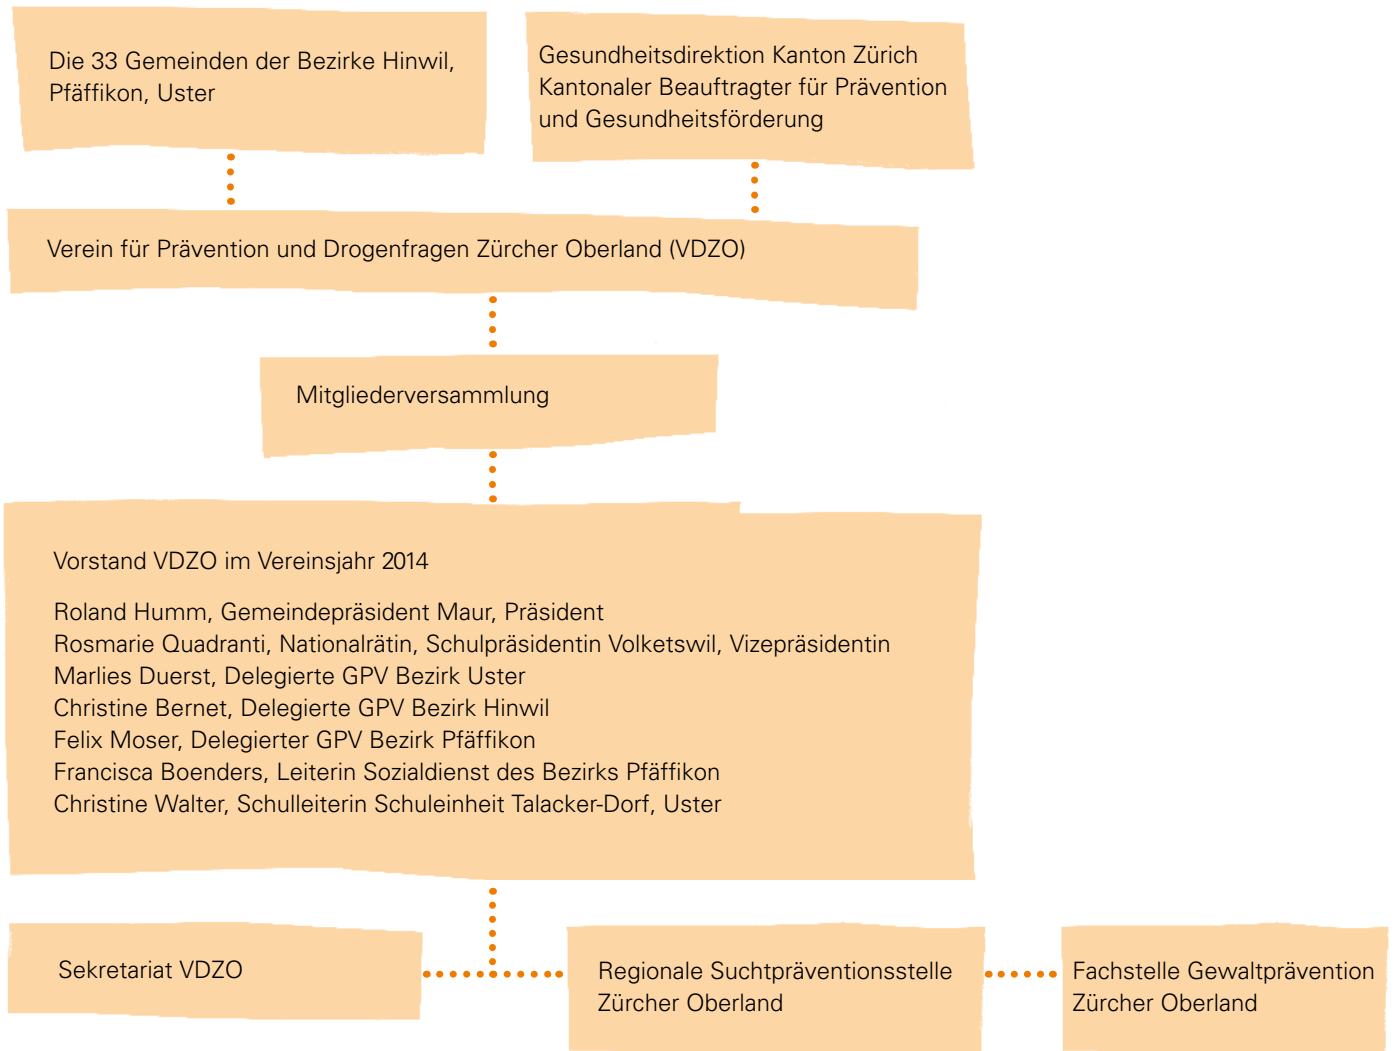 Die 33 Gemeinden der Bezirke Hinwil,
Pfäffikon, Uster
Gesundheitsdirektion Kanton Zürich
Kantonaler Beauftragter für Prävention
und Gesundheitsförderung
Verein für Prävention und Drogenfragen Zürcher Oberland (VDZO)
Mitgliederversammlung
Vorstand VDZO im Vereinsjahr 2014
Roland Humm, Gemeindepräsident Maur, Präsident
Rosmarie Quadranti, Nationalrätin, Schulpräsidentin Volketswil, Vizepräsidentin
Marlies Duerst, Delegierte GPV Bezirk Uster
Christine Bernet, Delegierte GPV Bezirk Hinwil
Felix Moser, Delegierter GPV Bezirk Pfäffikon
Francisca Boenders, Leiterin Sozialdienst des Bezirks Pfäffikon
Christine Walter, Schulleiterin Schuleinheit Talacker-Dorf, Uster
Sekretariat VDZO
Regionale Suchtpräventionsstelle
Zürcher Oberland
Fachstelle Gewaltprävention
Zürcher Oberland